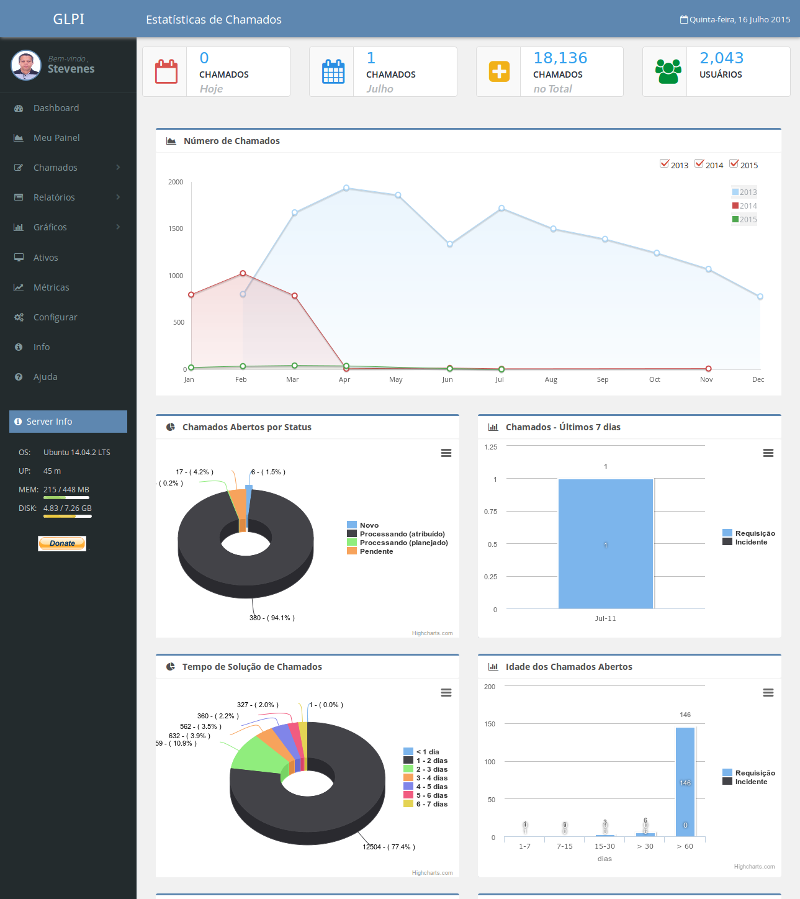 GLPI
Estatísticas de Chamados
Quinta-feira, 16 Julho 2015
Bem-vindo ,
Stevenes
Dashboard
Meu Painel
Chamados
Relatórios
Gráficos
Ativos
Métricas
Configurar
Info
Ajuda
Server Info
OS: Ubuntu 14.04.2 LTS
UP: 45 m
MEM: 215 / 448 MB
DISK: 4.83 / 7.26 GB
Donate
0
CHAMADOS
Hoje
1
CHAMADOS
Julho
18,136
CHAMADOS
no Total
2,043
USUÁRIOS
Número de Chamados
2013 2014 2015
2013
2014
2015
2000
1500
1000
500
0
Jan Feb Mar Apr May Jun Jul Aug Sep Oct Nov Dec
Chamados Abertos por Status
17 - ( 4.2% )
6 - ( 1.5% )
( 0.2% )
380 - ( 94.1% )
Novo
Processando (atribuído)
Processando (planejado)
Pendente
Highcharts.com
Chamados - Últimos 7 dias
1.25
1
0.75
0.5
0.25
0
1
1
Jul-11
Requisição
Incidente
Tempo de Solução de Chamados
327 - ( 2.0% )
1 - ( 0.0% )
360 - ( 2.2% )
562 - ( 3.5% )
632 - ( 3.9% )
59 - ( 10.9% )
12504 - ( 77.4% )
< 1 dia
1 - 2 dias
2 - 3 dias
3 - 4 dias
4 - 5 dias
5 - 6 dias
6 - 7 dias
Highcharts.com
Idade dos Chamados Abertos
200
150
100
50
0
146
146
0
6
1-7 7-15 15-30 > 30 > 60
dias
Requisição
Incidente
Highcharts.com